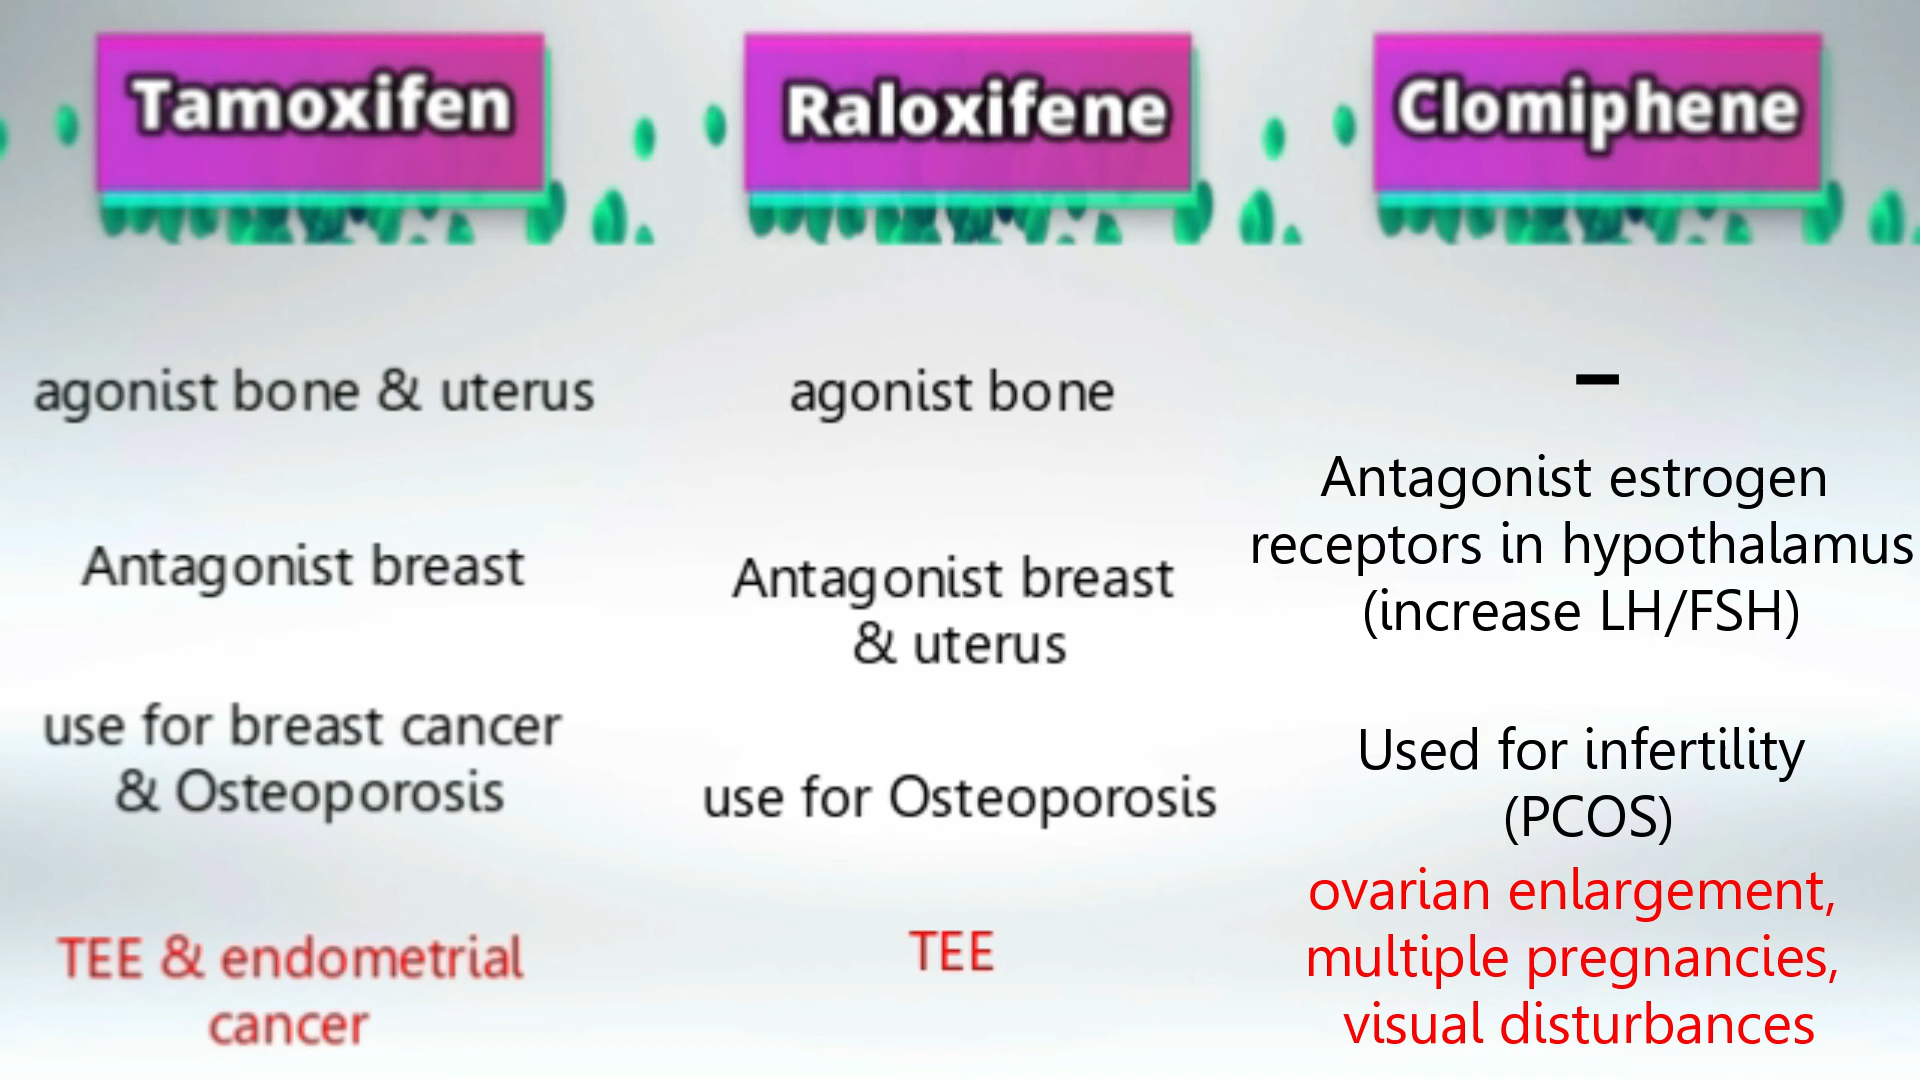 Tamoxifen
agonist bone & uterus
Antagonist breast
use for breast cancer
& Osteoporosis
TEE & endometrial
cancer
Raloxifene
agonist bone
Antagonist breast
& uterus
use for Osteoporosis
TEE
Clomiphene
–
Antagonist estrogen
receptors in hypothalamus
(increase LH/FSH)
Used for infertility
(PCOS)
ovarian enlargement,
multiple pregnancies,
visual disturbances